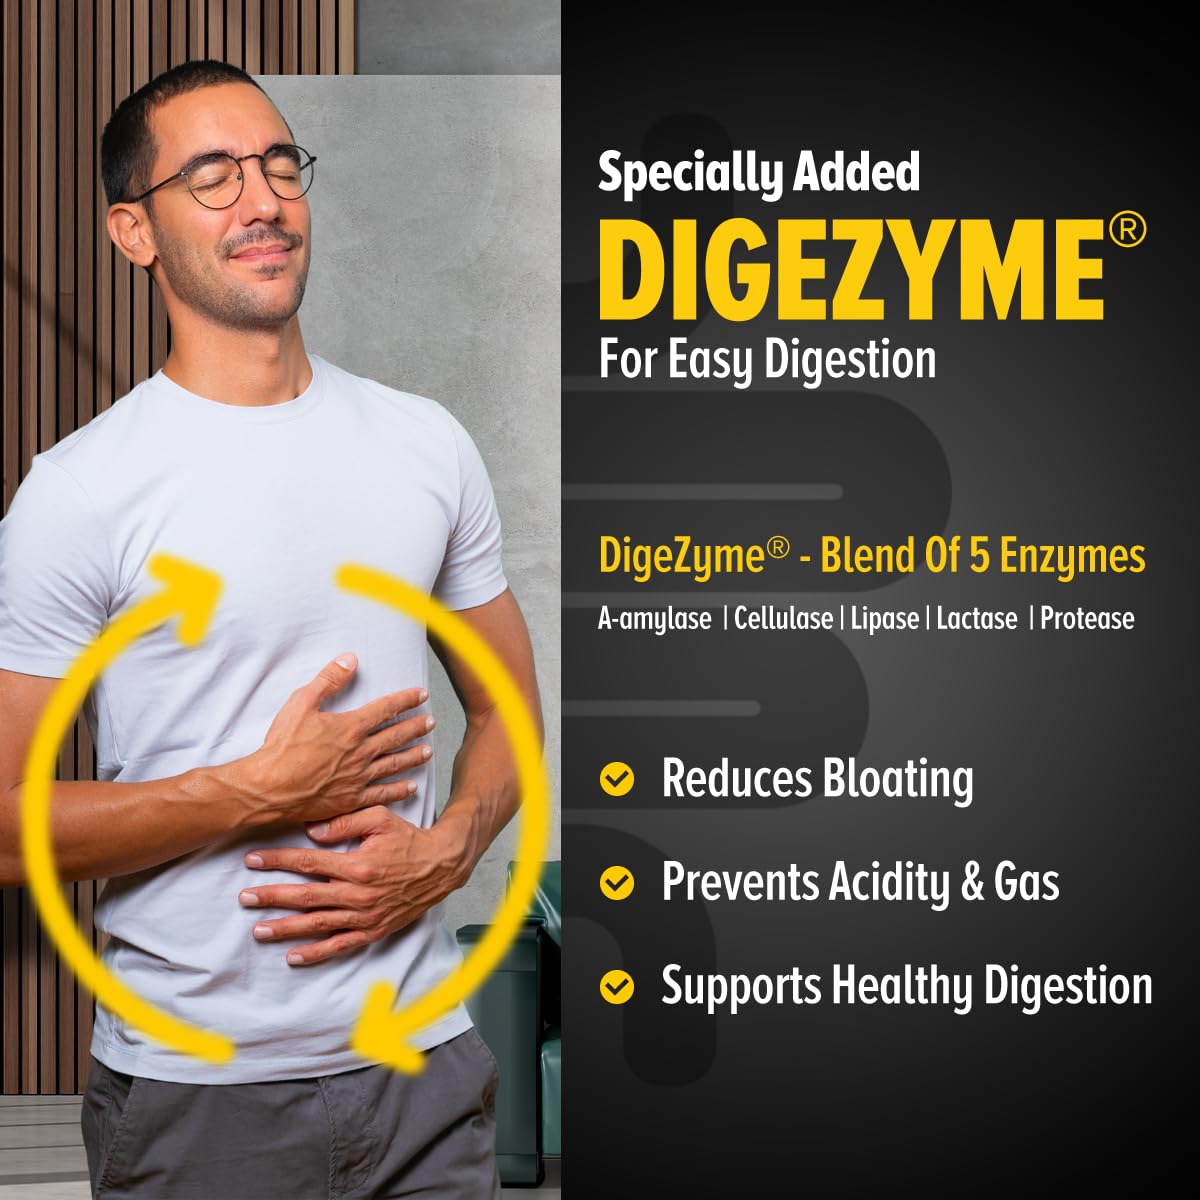 Specially Added
DIGEZYME®
For Easy Digestion
DigeZyme® - Blend Of 5 Enzymes
A-amylase | Cellulase | Lipase | Lactase | Protease
Reduces Bloating
Prevents Acidity & Gas
Supports Healthy Digestion